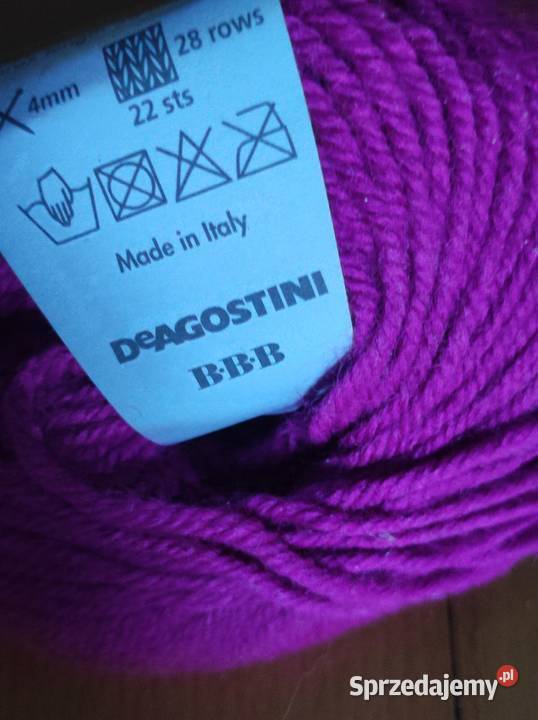 28 rows
4mm
22 sts
Made in Italy
DeAGOSTINI
B·B·B
Sprzedajemy.pl